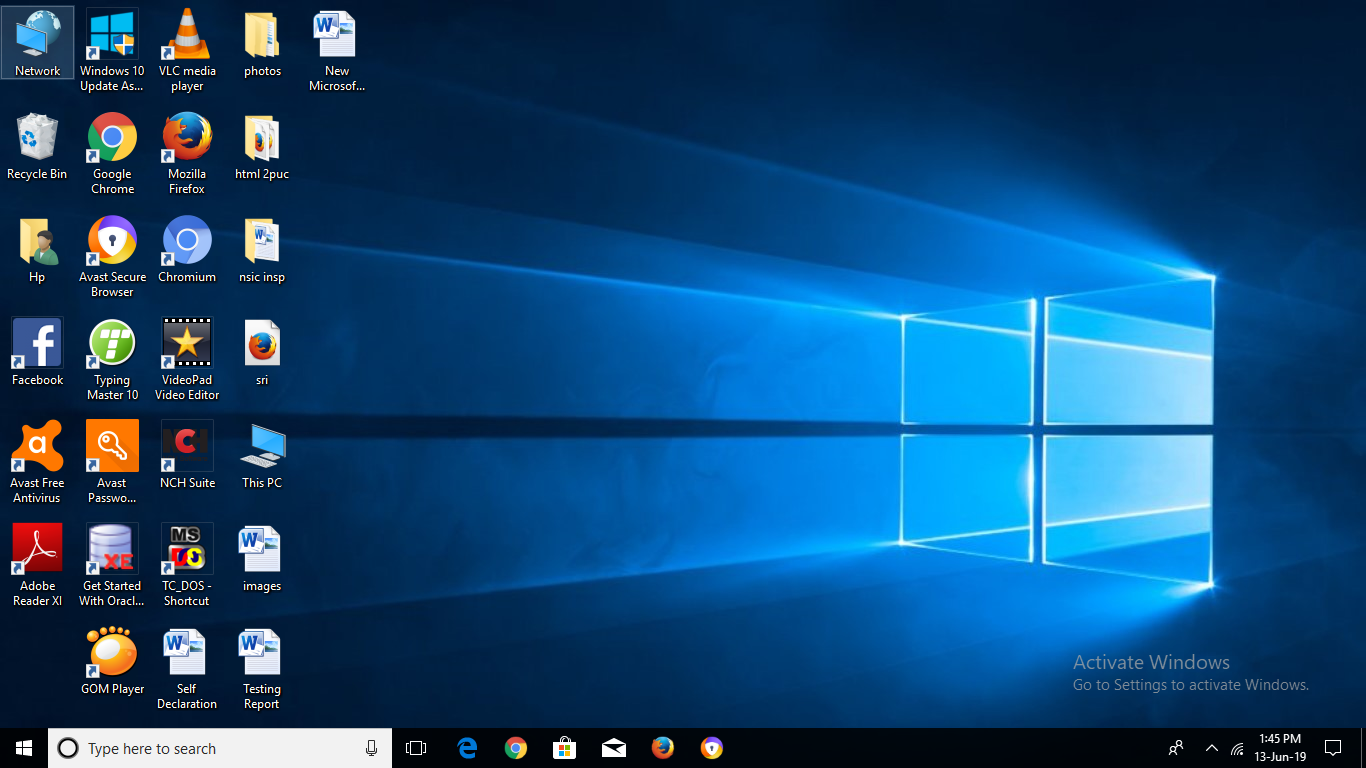 Network
Windows 10
Update As...
VLC media
player
photos
New
Microsof...
Recycle Bin
Google
Chrome
Mozilla
Firefox
html 2puc
Hp
Avast Secure
Browser
Chromium
nsic insp
Facebook
Typing
Master 10
VideoPad
Video Editor
sri
Avast Free
Antivirus
Avast
Passwo...
NCH
NCH Suite
This PC
Adobe
Reader XI
XE
Get Started
With Oracl...
MS
DOS
TC_DOS -
Shortcut
images
GOM Player
Self
Declaration
Testing
Report
Activate Windows
Go to Settings to activate Windows.
Type here to search
1:45 PM
13-Jun-19